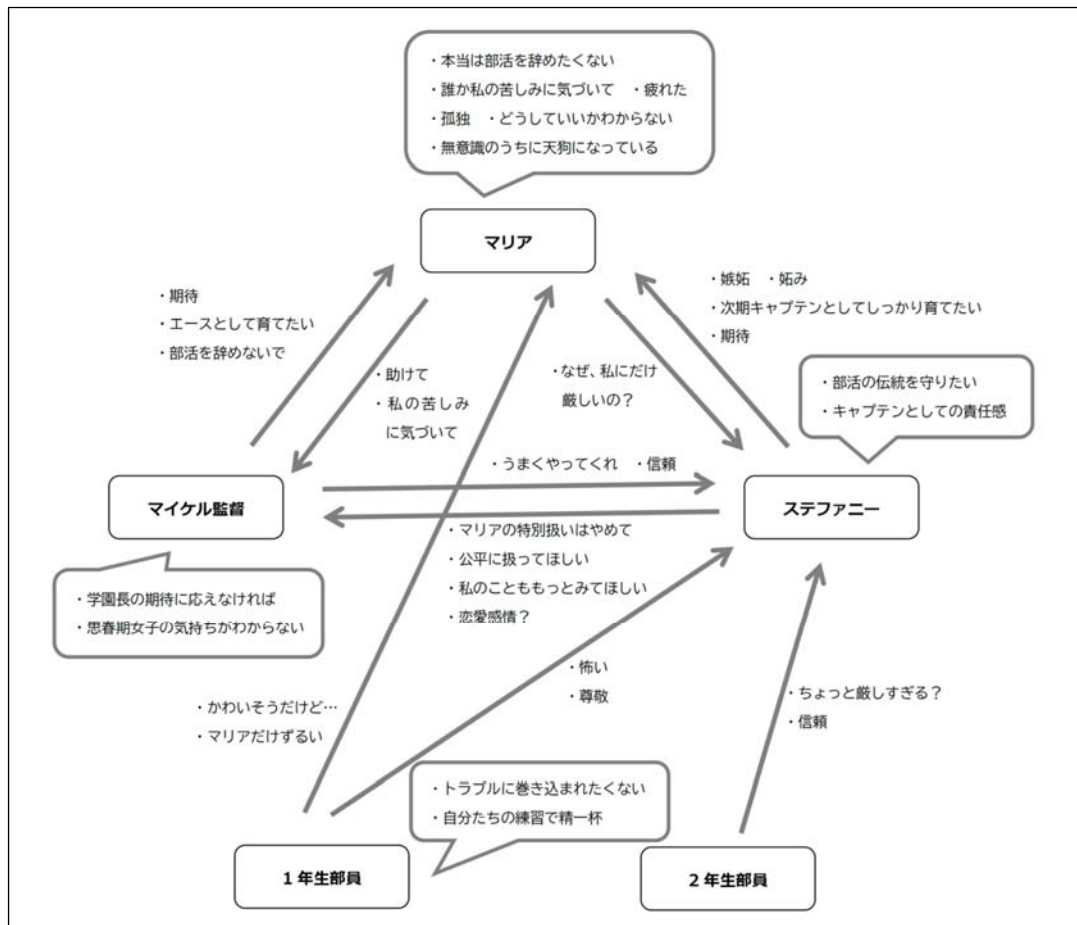 ・本当は部活を辞めたくない
・誰か私の苦しみに気づいて　・疲れた
・孤独　・どうしていいかわからない
・無意識のうちに天狗になっている
マリア
・期待
・エースとして育てたい
・部活を辞めないで
・嫉妬　・妬み
・次期キャプテンとしてしっかり育てたい
・期待
・助けて
・私の苦しみ
に気づいて
・なぜ、私にだけ
厳しいの？
・部活の伝統を守りたい
・キャプテンとしての責任感
・うまくやってくれ　・信頼
マイケル監督
ステファニー
・マリアの特別扱いはやめて
・公平に扱ってほしい
・私のことももっとみてほしい
・恋愛感情？
・学園長の期待に応えなければ
・思春期女子の気持ちがわからない
・怖い
・尊敬
・かわいそうだけど…
・マリアだけずるい
・ちょっと厳しすぎる？
・信頼
・トラブルに巻き込まれたくない
・自分たちの練習で精一杯
1年生部員
2年生部員